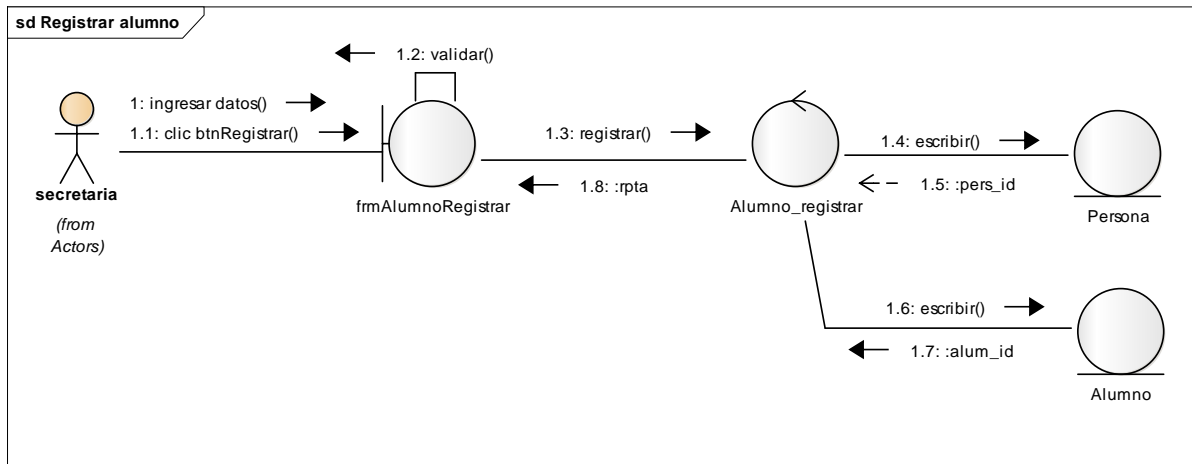 sd Registrar alumno
1.2: validar()
1: ingresar datos()
1.1: clic btnRegistrar()
1.3: registrar()
1.4: escribir()
1.8: :rpta
1.5: :pers_id
secretaria
(from
Actors)
frmAlumnoRegistrar
Alumno_registrar
Persona
1.6: escribir()
1.7: :alum_id
Alumno